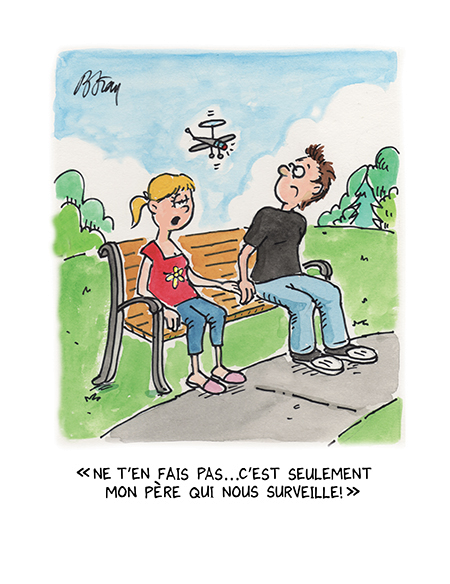 «NE T'EN FAIS PAS...C'EST SEULEMENT
MON PÈRE QUI NOUS SURVEILLE!»